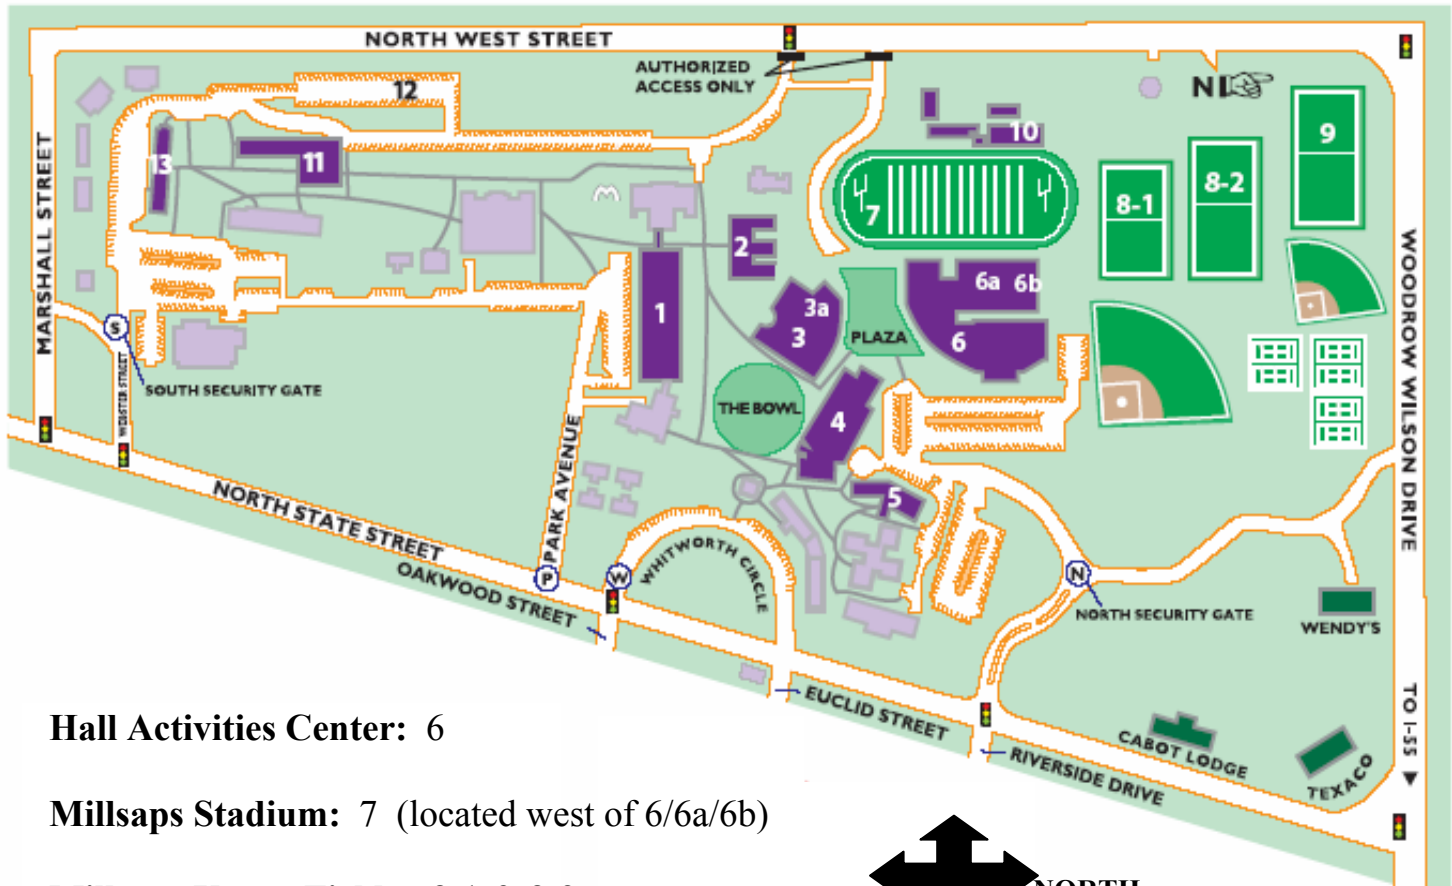 NORTH WEST STREET
AUTHORIZED
ACCESS ONLY
12
N
10
9
13
11
8-1
8-2
7
2
MARSHALL STREET
WOODROW WILSON DRIVE
6a 6b
3a
1
3
PLAZA
6
S
SOUTH SECURITY GATE
WEBSTER STREET
THE BOWL
4
PARK AVENUE
5
NORTH STATE STREET
OAKWOOD STREET
P
W
WHITWORTH CIRCLE
N
NORTH SECURITY GATE
WENDY'S
EUCLID STREET
RIVERSIDE DRIVE
CABOT LODGE
TEXACO
TO I-55
Hall Activities Center: 6
Millsaps Stadium: 7 (located west of 6/6a/6b)
NORTH